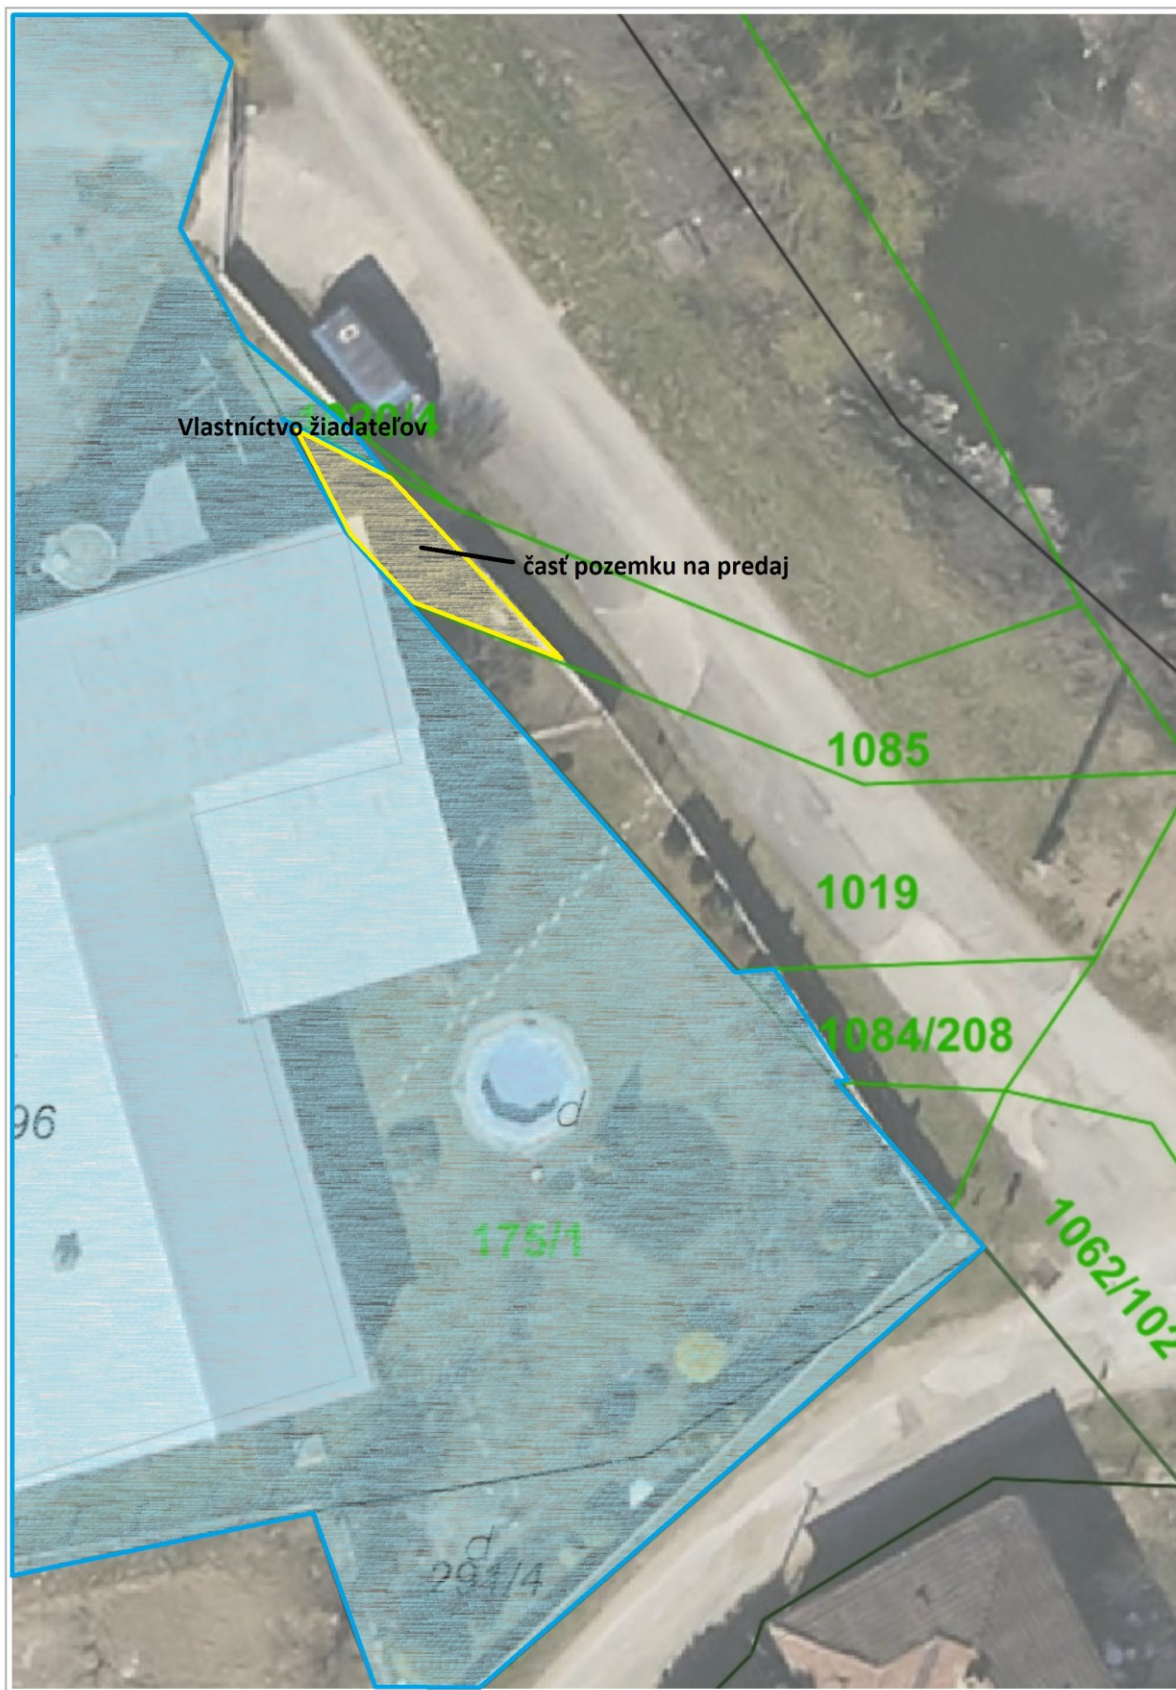 Vlastníctvo žiadateľov
časť pozemku na predaj
1085
1019
1084/208
96
d
175/1
1062/102
d
291/4